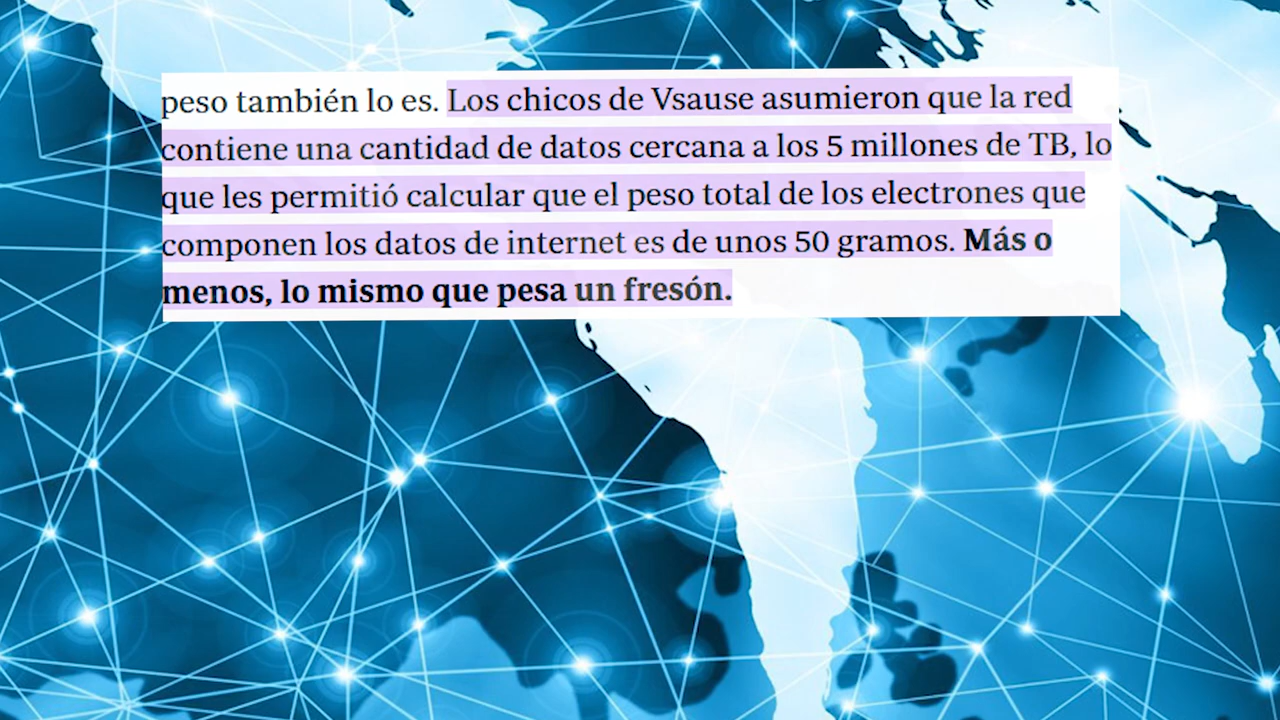 peso también lo es. Los chicos de Vsause asumieron que la red
contiene una cantidad de datos cercana a los 5 millones de TB, lo
que les permitió calcular que el peso total de los electrones que
componen los datos de internet es de unos 50 gramos. Más o
menos, lo mismo que pesa un fresón.